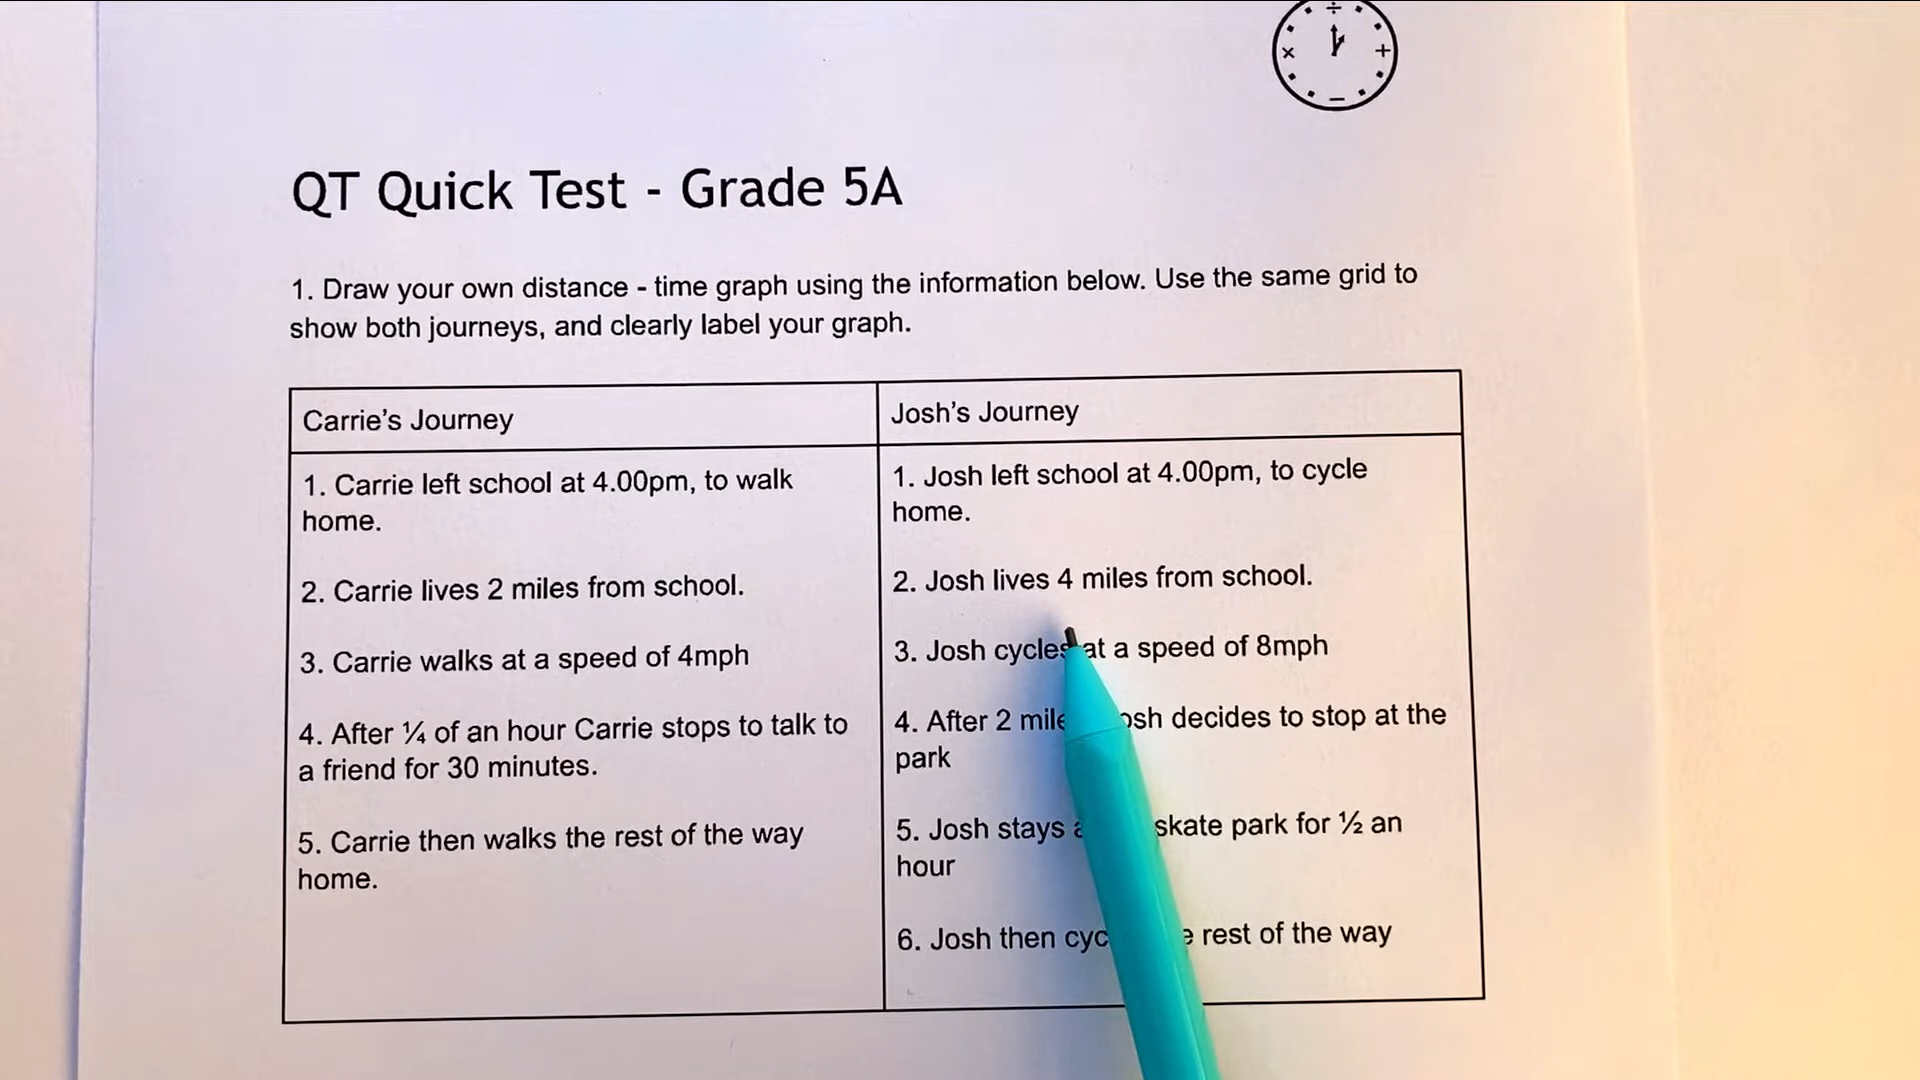 QT Quick Test - Grade 5A
1. Draw your own distance - time graph using the information below. Use the same grid to
show both journeys, and clearly label your graph.
Carrie's Journey
1. Carrie left school at 4.00pm, to walk
home.
2. Carrie lives 2 miles from school.
3. Carrie walks at a speed of 4mph
4. After ¼ of an hour Carrie stops to talk to
a friend for 30 minutes.
5. Carrie then walks the rest of the way
home.
Josh's Journey
1. Josh left school at 4.00pm, to cycle
home.
2. Josh lives 4 miles from school.
3. Josh cycles at a speed of 8mph
4. After 2 decides to stop at the
park
5. Josh stays skate park for ½ an
hour
6. Josh then rest of the way